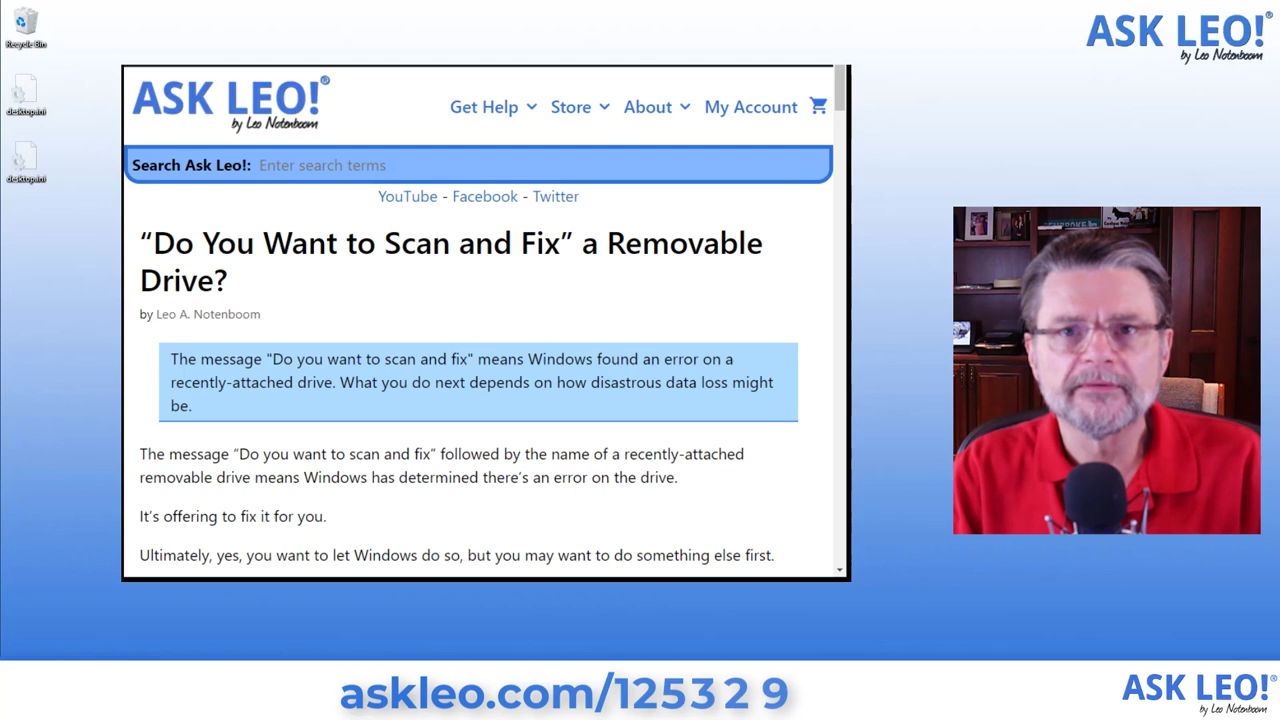 Recycle Bin
desktop.ini
desktop.ini
ASK LEO!®
by Leo Notenboom
ASK LEO!®
by Leo Notenboom
Get Help Store About My Account
Search Ask Leo!: Enter search terms
YouTube - Facebook - Twitter
“Do You Want to Scan and Fix” a Removable
Drive?
by Leo A. Notenboom
The message "Do you want to scan and fix" means Windows found an error on a
recently-attached drive. What you do next depends on how disastrous data loss might
be.
The message “Do you want to scan and fix” followed by the name of a recently-attached
removable drive means Windows has determined there’s an error on the drive.
It’s offering to fix it for you.
Ultimately, yes, you want to let Windows do so, but you may want to do something else first.
askleo.com/125329
ASK LEO!®
by Leo Notenboom